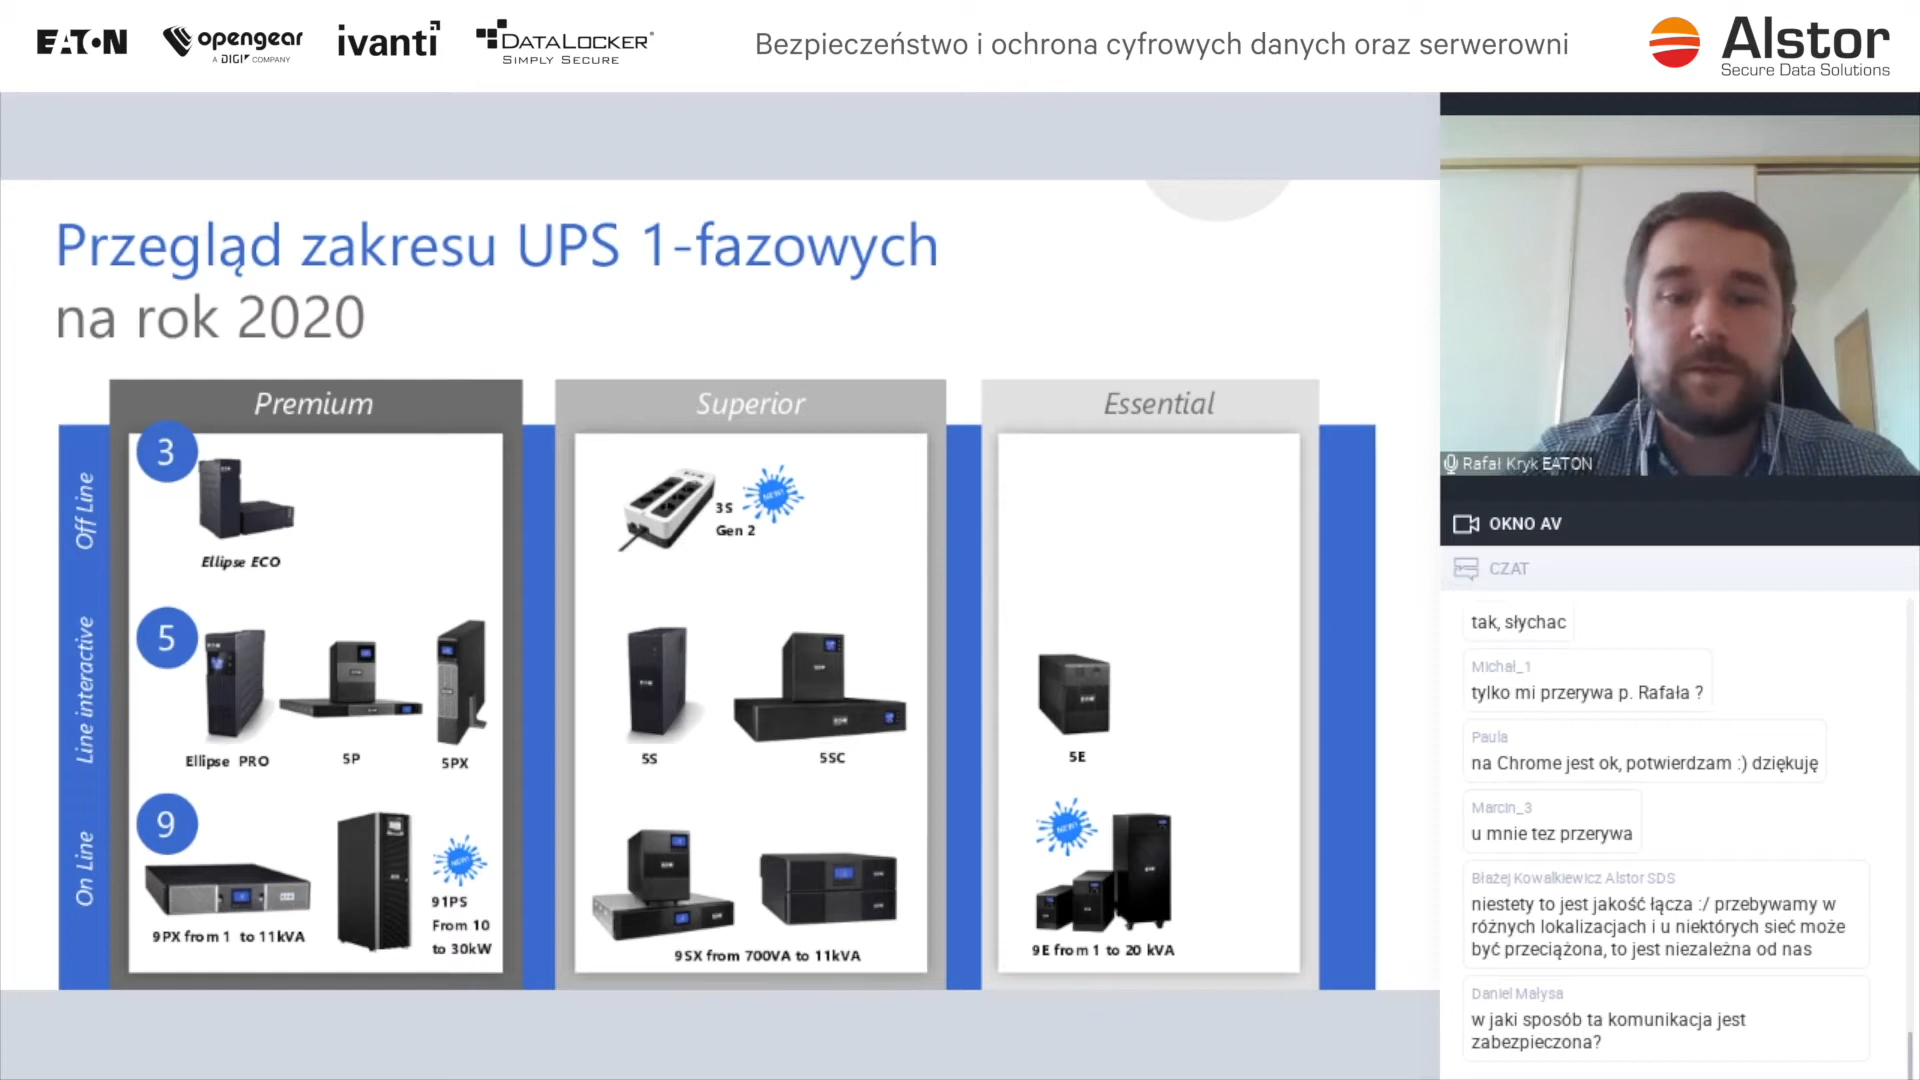 EATON
opengear
A DIGI COMPANY
ivanti
DATALOCKER
SIMPLY SECURE
Bezpieczeństwo i ochrona cyfrowych danych oraz serwerowni
Alstor
Secure Data Solutions
Przegląd zakresu UPS 1-fazowych
na rok 2020
Premium
Superior
Essential
Off Line
3
Ellipse ECO
3S
Gen 2
NEW!
Line interactive
5
Ellipse PRO
5P
5PX
5S
5SC
5E
On Line
9
9PX from 1 to 11kVA
NEW!
91PS
From 10
to 30kW
9SX from 700VA to 11kVA
NEW!
9E from 1 to 20 kVA
Rafał Kryk EATON
OKNO AV
CZAT
tak, słychac
Michał_1
tylko mi przerywa p. Rafała ?
Paula
na Chrome jest ok, potwierdzam :) dziękuję
Marcin_3
u mnie tez przerywa
Błażej Kowalkiewicz Alstor SDS
niestety to jest jakość łącza :/ przebywamy w
różnych lokalizacjach i u niektórych sieć może
być przeciążona, to jest niezależna od nas
Daniel Małysa
w jaki sposób ta komunikacja jest
zabezpieczona?